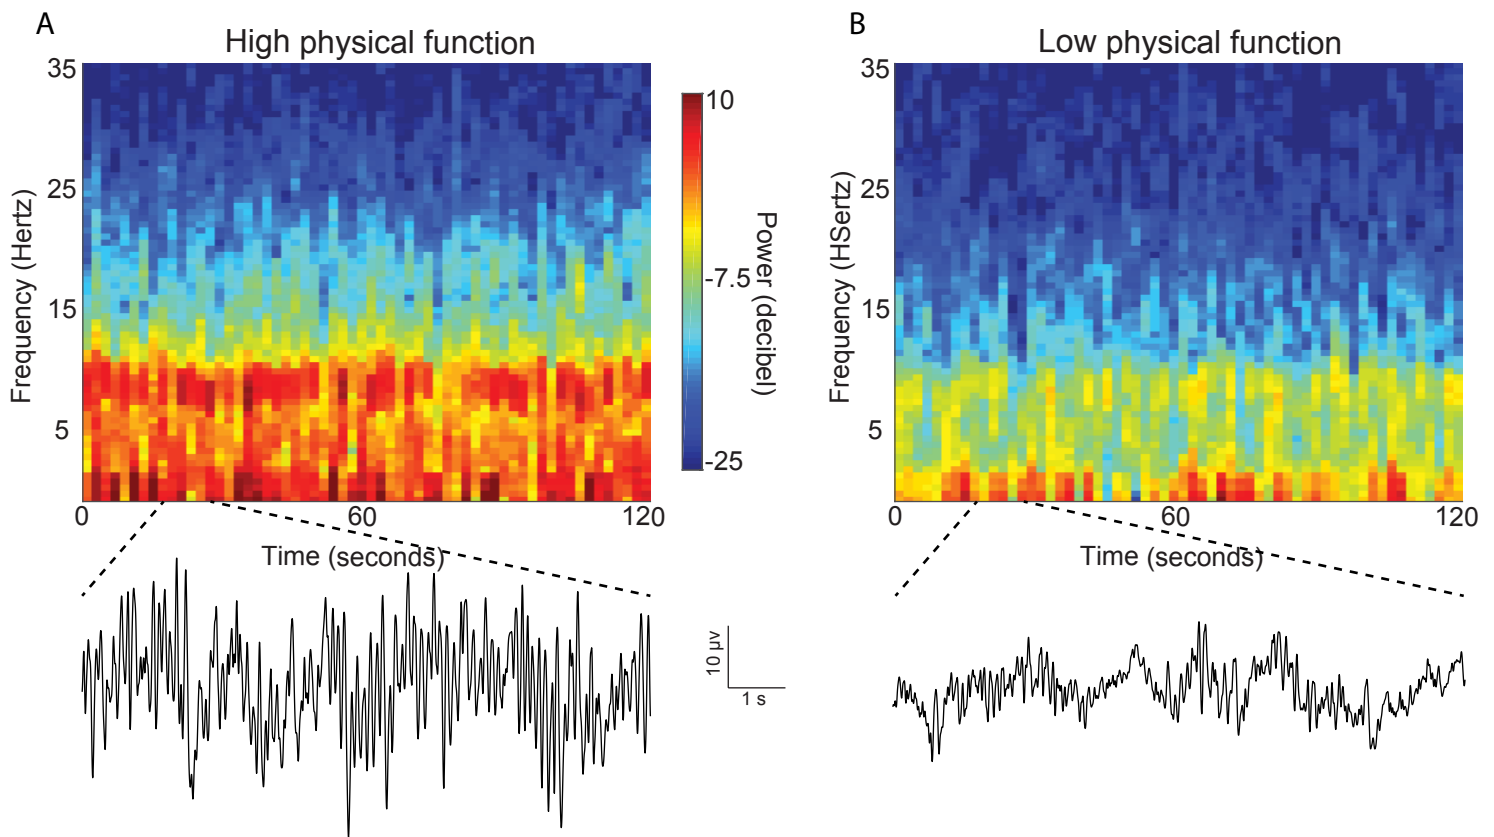 A
High physical function
35
25
15
5
Frequency (Hertz)
0
60
120
Time (seconds)
10
-7.5
-25
Power (decibel)
10 μv
1 s
B
Low physical function
35
25
15
5
Frequency (HSertz)
0
60
120
Time (seconds)